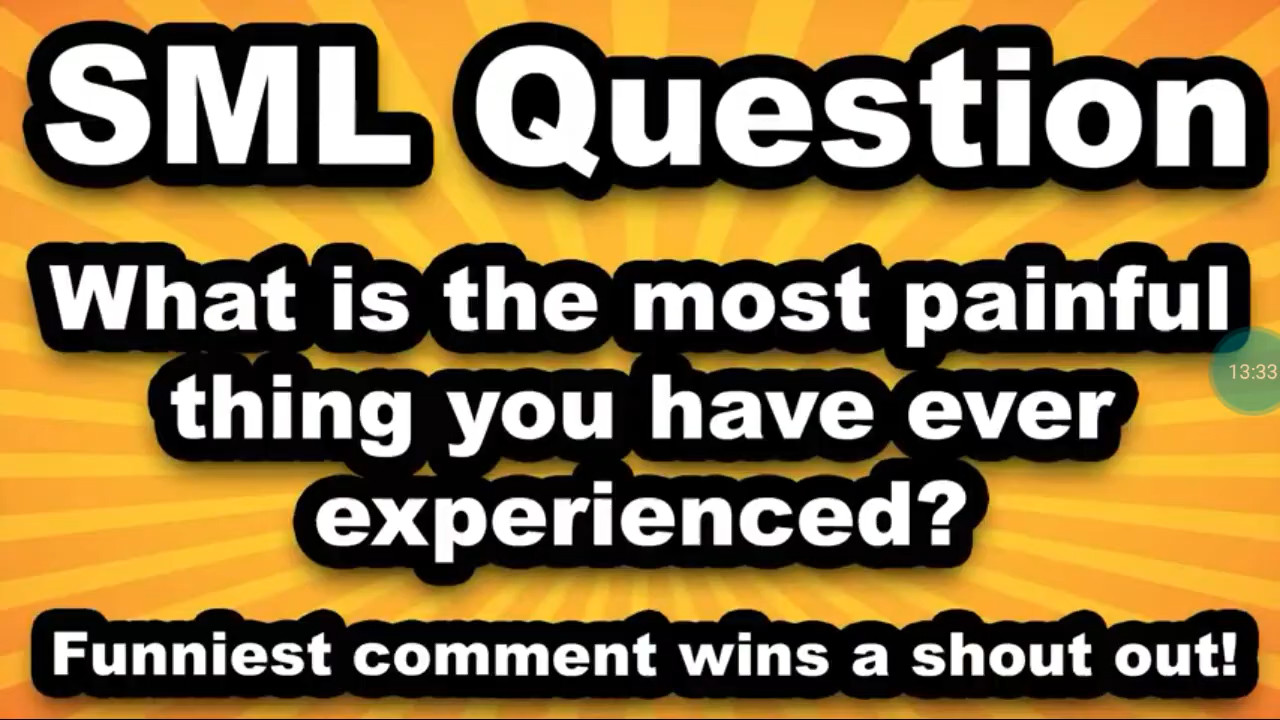 SML Question
What is the most painful
13:33
thing you have ever
experienced?
Funniest comment wins a shout out!